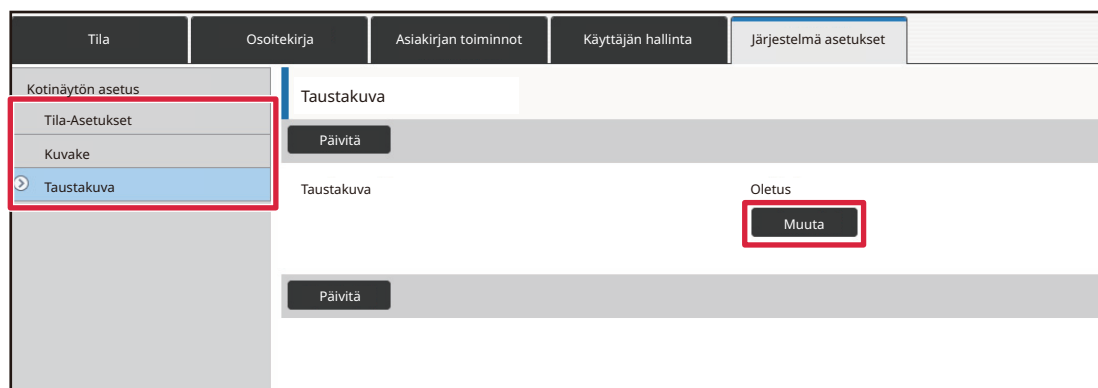 Tila
Osoitekirja
Asiakirjan toiminnot
Käyttäjän hallinta
Järjestelmä asetukset
Kotinäytön asetus
Tila-Asetukset
Kuvake
Taustakuva
Taustakuva
Päivitä
Taustakuva
Oletus
Muuta
Päivitä